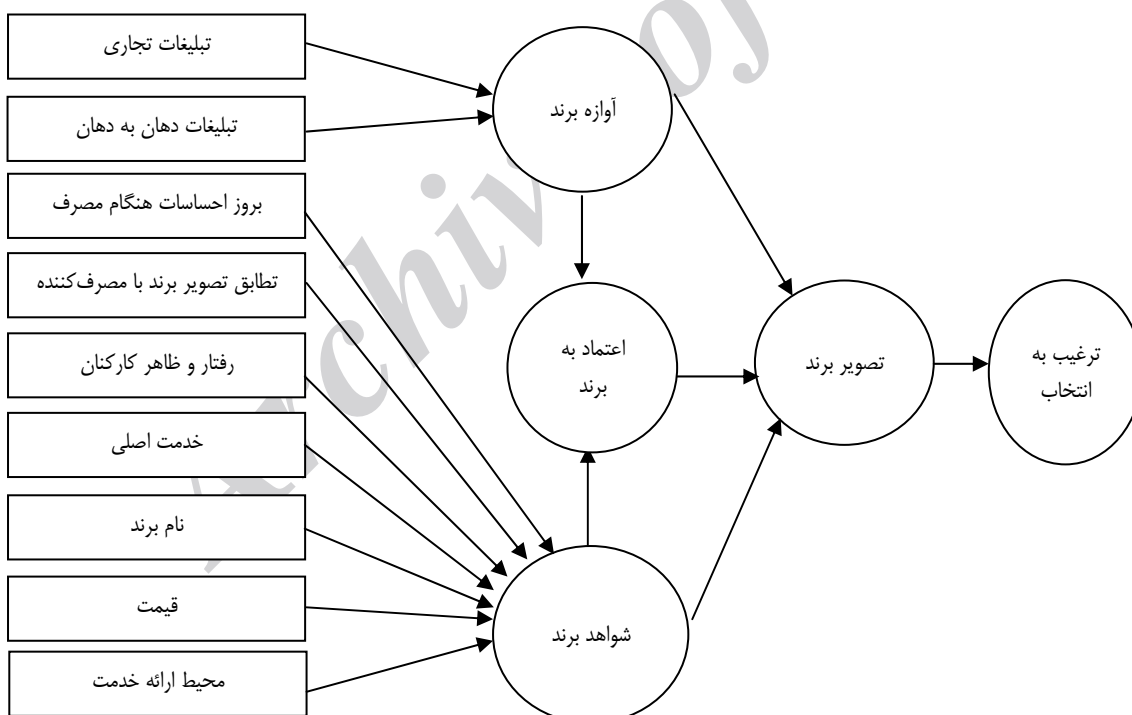 تبلیغات تجاری
تبلیغات دهان به دهان
بروز احساسات هنگام مصرف
تطابق تصویر برند با مصرف‌کننده
رفتار و ظاهر کارکنان
خدمت اصلی
نام برند
قیمت
محیط ارائه خدمت
آوازه برند
اعتماد به
برند
شواهد برند
تصویر برند
ترغیب به
انتخاب
Archiv